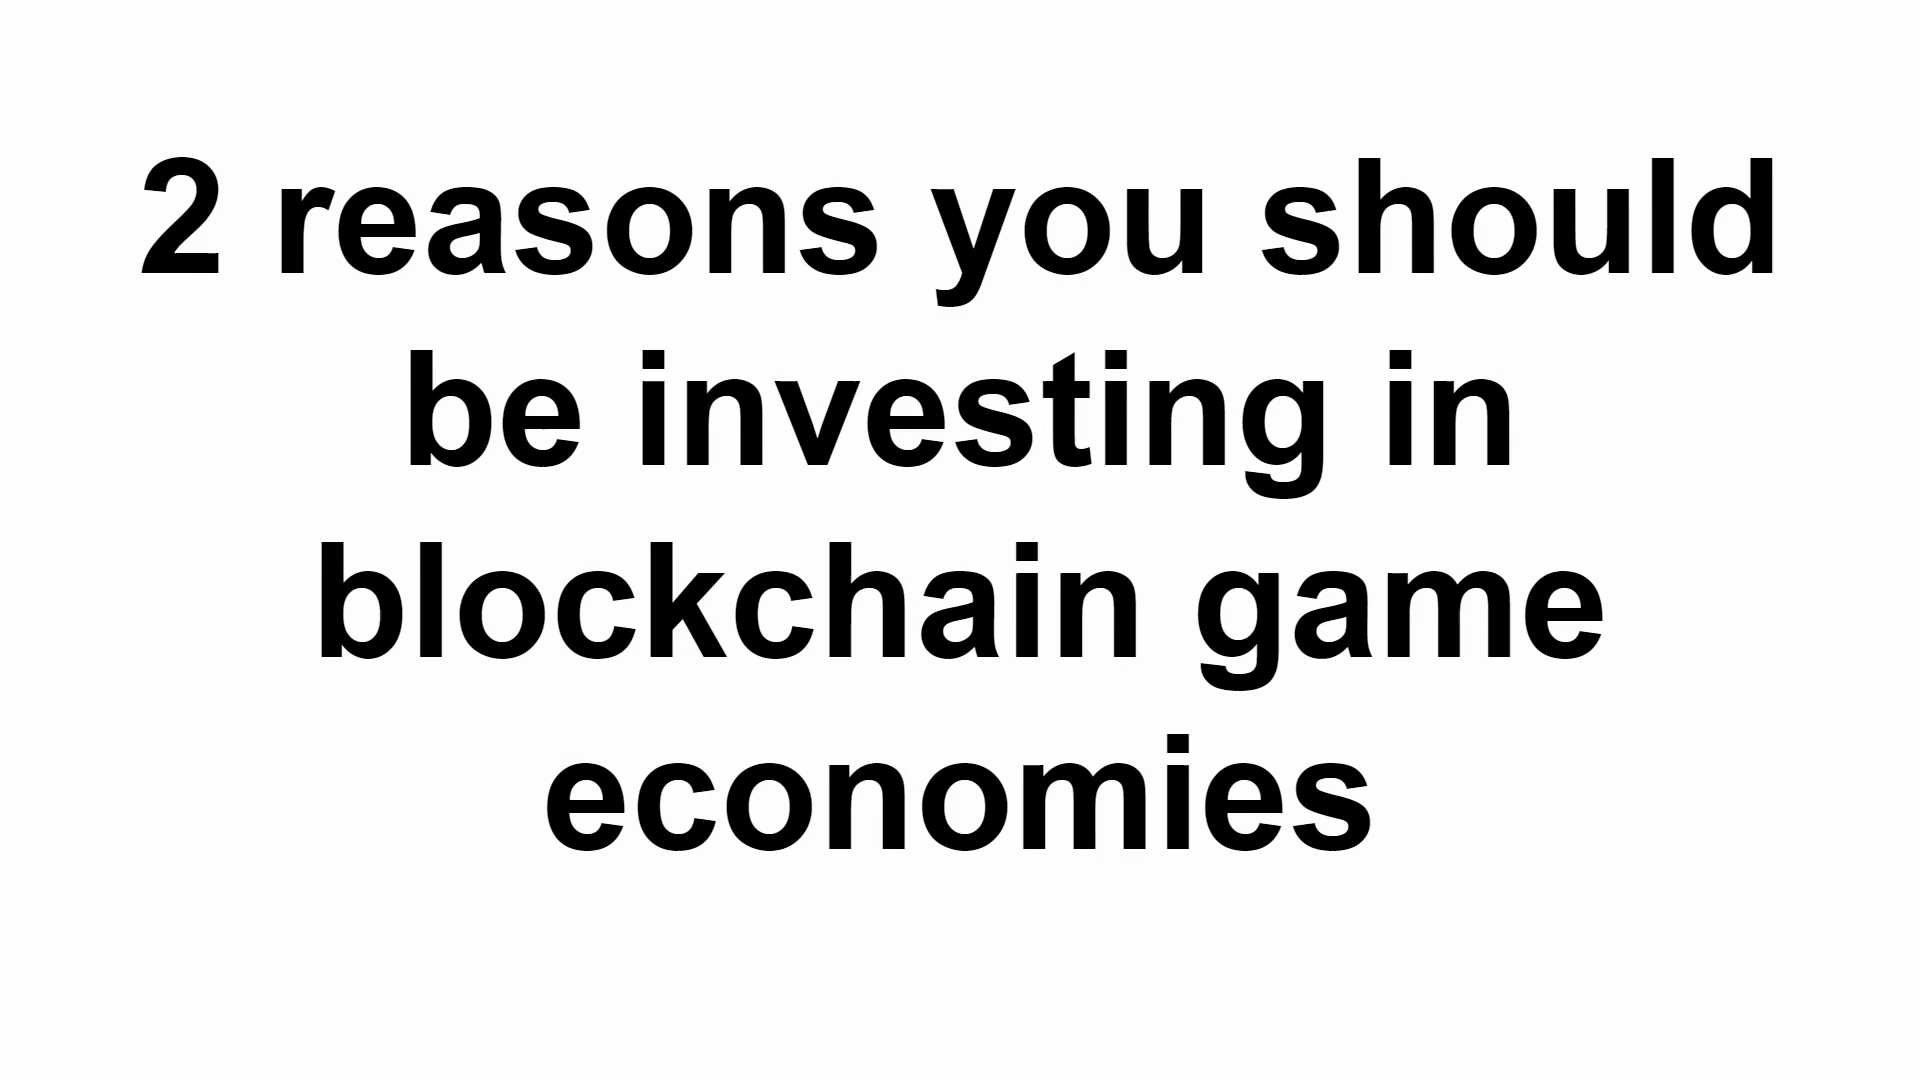 2 reasons you should
be investing in
blockchain game
economies